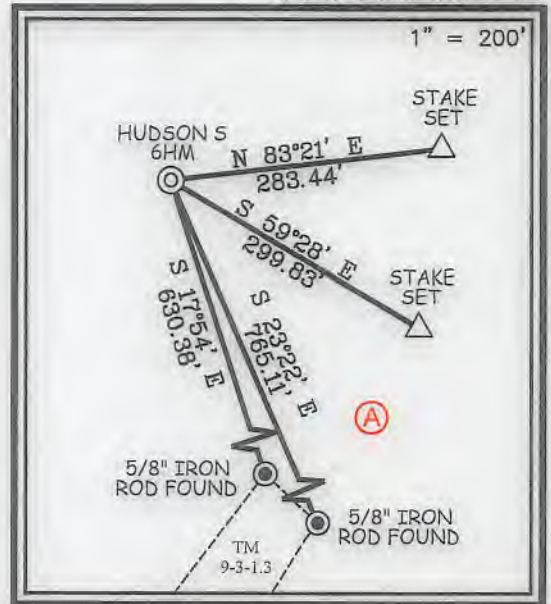 1" = 200'
STAKE
SET
HUDSON S
6HM
N 83°21' E
283.44'
S 59°28' E
299.83'
STAKE
SET
S 17°54' E
630.38'
S 23°22' E
765.11'
A
5/8" IRON
ROD FOUND
5/8" IRON
ROD FOUND
TM
9-3-1.3